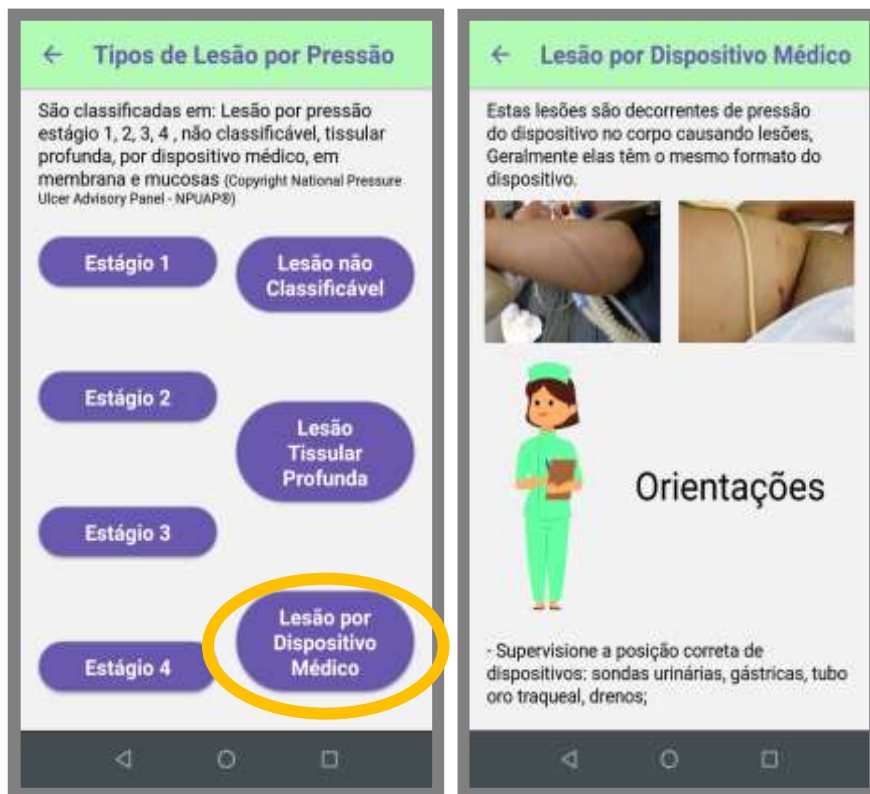 ← Tipos de Lesão por Pressão
São classificadas em: Lesão por pressão
estágio 1, 2, 3, 4 , não classificável, tissular
profunda, por dispositivo médico, em
membrana e mucosas (Copyright National Pressure
Ulcer Advisory Panel - NPUAP®)
Estágio 1
Lesão não
Classificável
Estágio 2
Lesão
Tissular
Profunda
Estágio 3
Lesão por
Dispositivo
Médico
Estágio 4
← Lesão por Dispositivo Médico
Estas lesões são decorrentes de pressão
do dispositivo no corpo causando lesões,
Geralmente elas têm o mesmo formato do
dispositivo.
Orientações
- Supervisione a posição correta de
dispositivos: sondas urinárias, gástricas, tubo
oro traqueal, drenos;